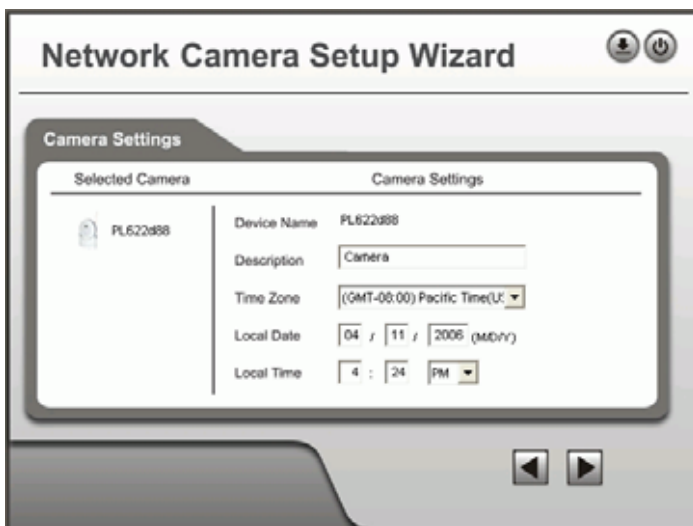 Network Camera Setup Wizard
Camera Settings
Selected Camera
Camera Settings
PL622d88
Device Name PL622d88
Description Camera
Time Zone (GMT-08:00) Pacific Time(US
Local Date 04 / 11 / 2006 (M/D/Y)
Local Time 4 : 24 PM